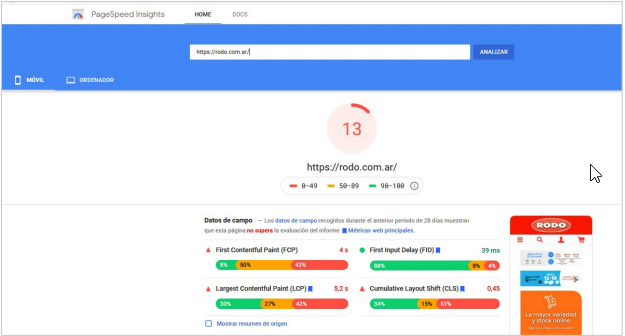 PageSpeed Insights HOME DOCS
https://rodo.com.ar/
ANALIZAR
MÓVIL ORDENADOR
13
https://rodo.com.ar/
0–49 50–89 90–100
Datos de campo — Los datos de campo recogidos durante el anterior periodo de 28 días muestran
que esta página no supera la evaluación del informe Métricas web principales.
First Contentful Paint (FCP) 4 s
8% 50% 42%
First Input Delay (FID) 39 ms
88% 8% 4%
Largest Contentful Paint (LCP) 5,2 s
30% 27% 42%
Cumulative Layout Shift (CLS) 0,45
34% 15% 51%
Mostrar resumen de origen
RODO
La mayor variedad
y stock online